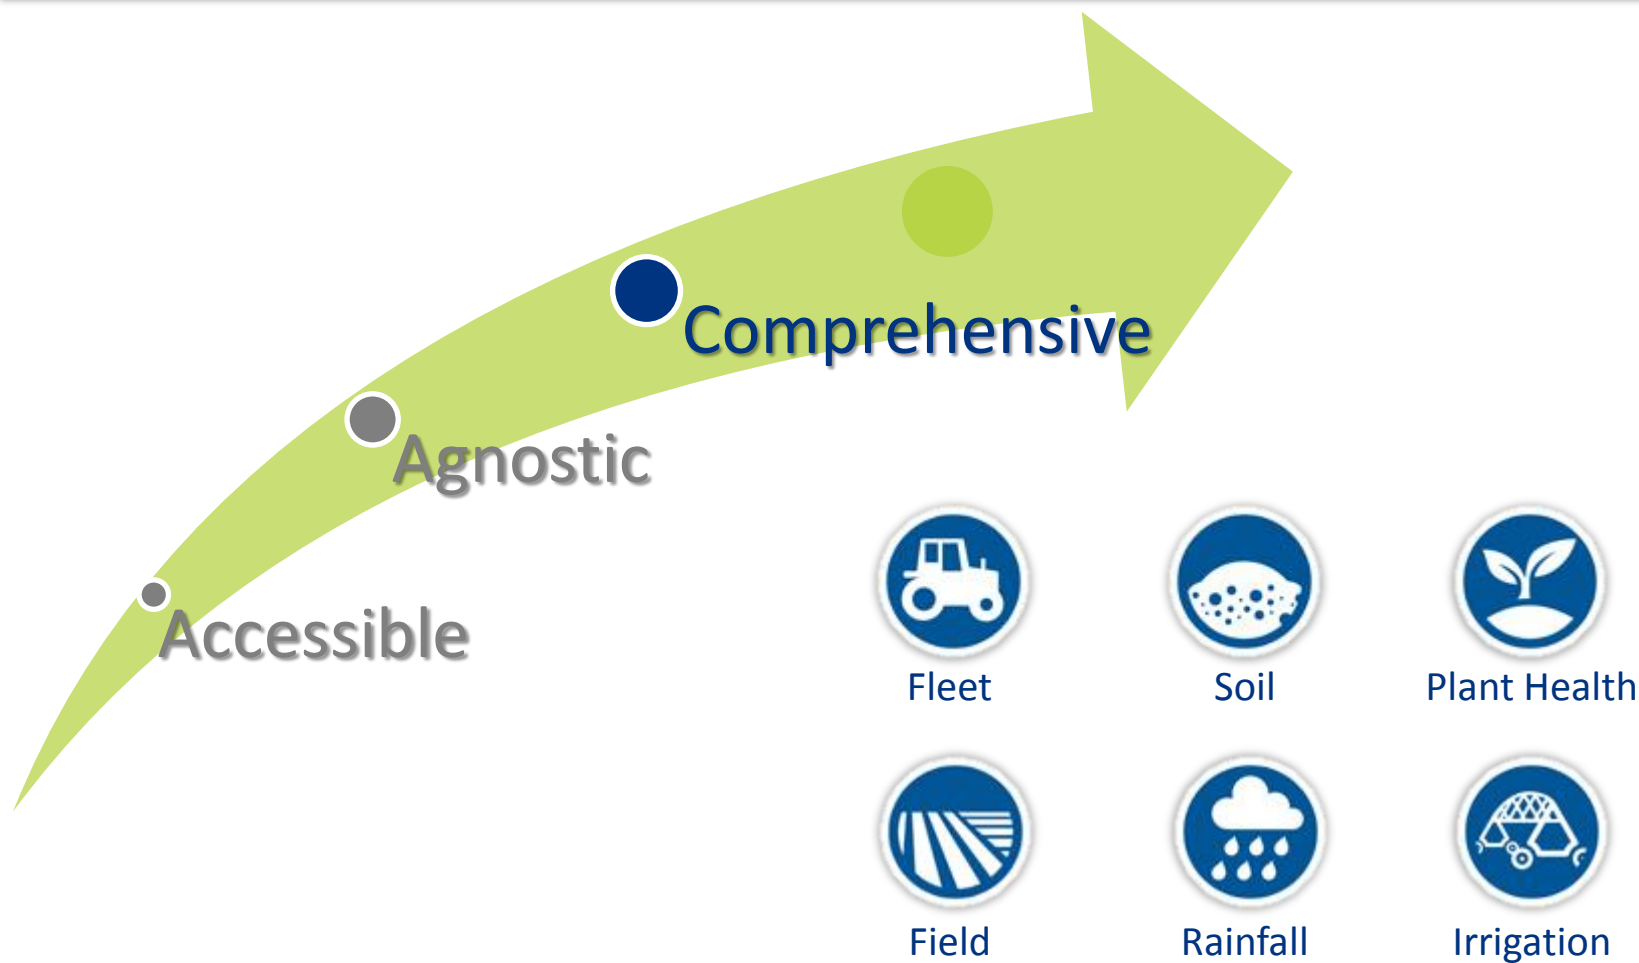 Comprehensive
Agnostic
Accessible
Fleet
Soil
Plant Health
Field
Rainfall
Irrigation